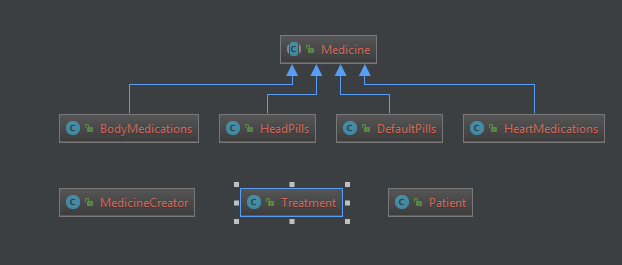 Medicine
BodyMedications HeadPills DefaultPills HeartMedications
MedicineCreator Treatment Patient